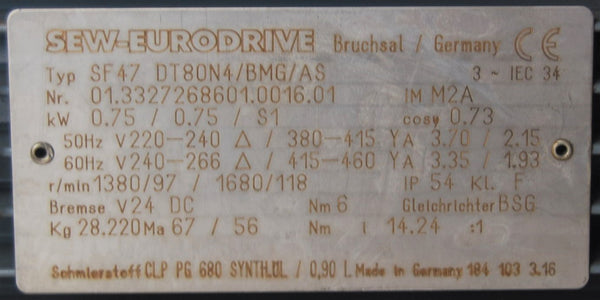 SEW-EURODRIVE Bruchsal / Germany CE
Typ SF47 DT80N4/BMG/AS 3 ~ IEC 34
Nr. 01.3327268601.0016.01 IM M2A
kW 0.75 / 0.75 / S1 cosφ 0.73
50Hz V220-240 Δ / 380-415 Y A 3.70 / 2.15
60Hz V240-266 Δ / 415-460 Y A 3.35 / 1.93
r/min 1380/97 / 1680/118 IP 54 Kl. F
Bremse V24 DC Nm 6 Gleichrichter BSG
Kg 28.220 Ma 67 / 56 Nm i 14.24 :1
Schmierstoff CLP PG 680 SYNTH.ÖL / 0,90 L Made in Germany 184 103 3.16